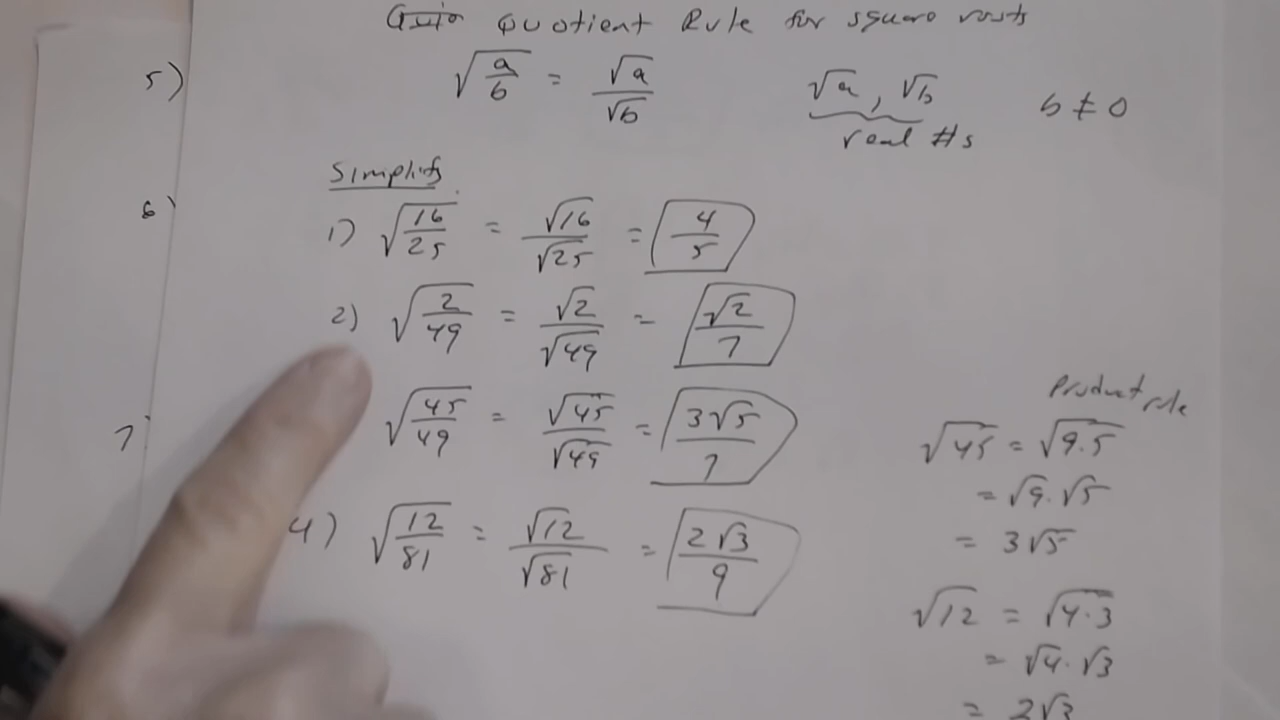 Quotient Rule for square roots
5)
√(a/b) = √a/√b √a, √b b ≠ 0
real #s
Simplify
6)
1) √(16/25) = √16/√25 = 4/5
2) √(2/49) = √2/√49 = √2/7
7
√(45/49) = √45/√49 = 3√5/7
4) √(12/81) = √12/√81 = 2√3/9
Product rule
√45 = √9·5
= √9·√5
= 3√5
√12 = √4·3
= √4·√3
= 2√3